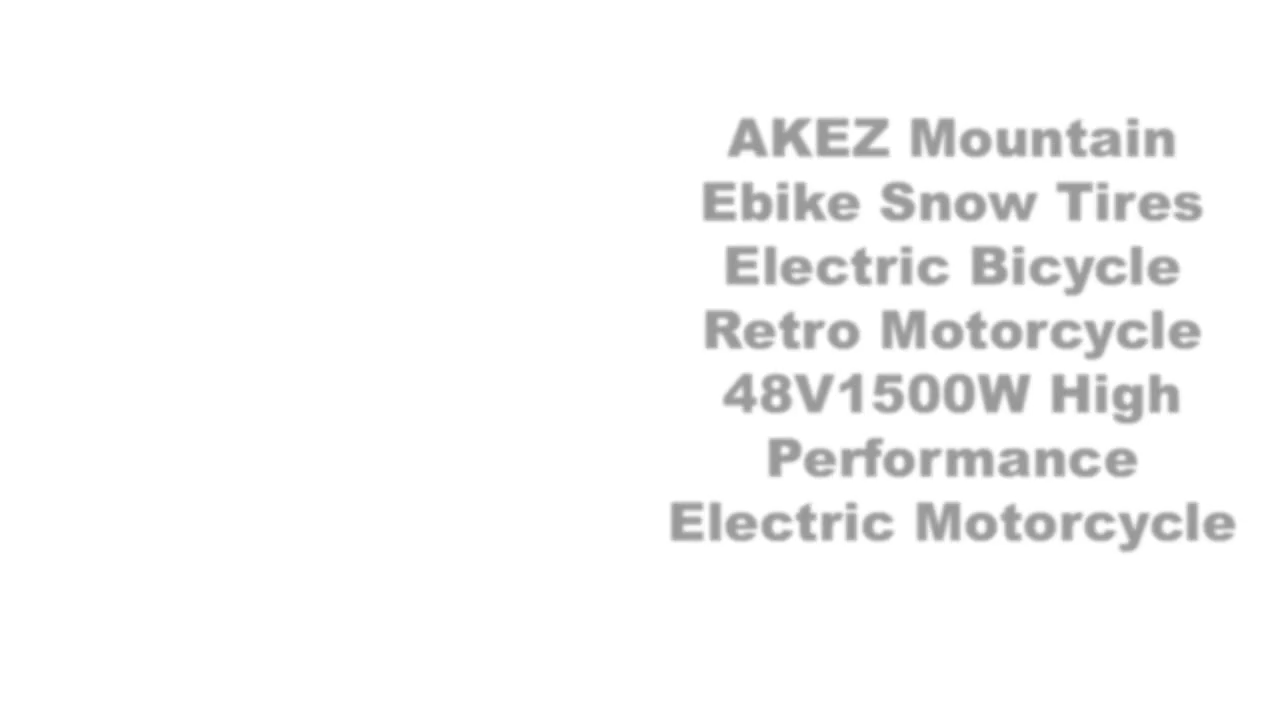 AKEZ Mountain
Ebike Snow Tires
Electric Bicycle
Retro Motorcycle
48V1500W High
Performance
Electric Motorcycle